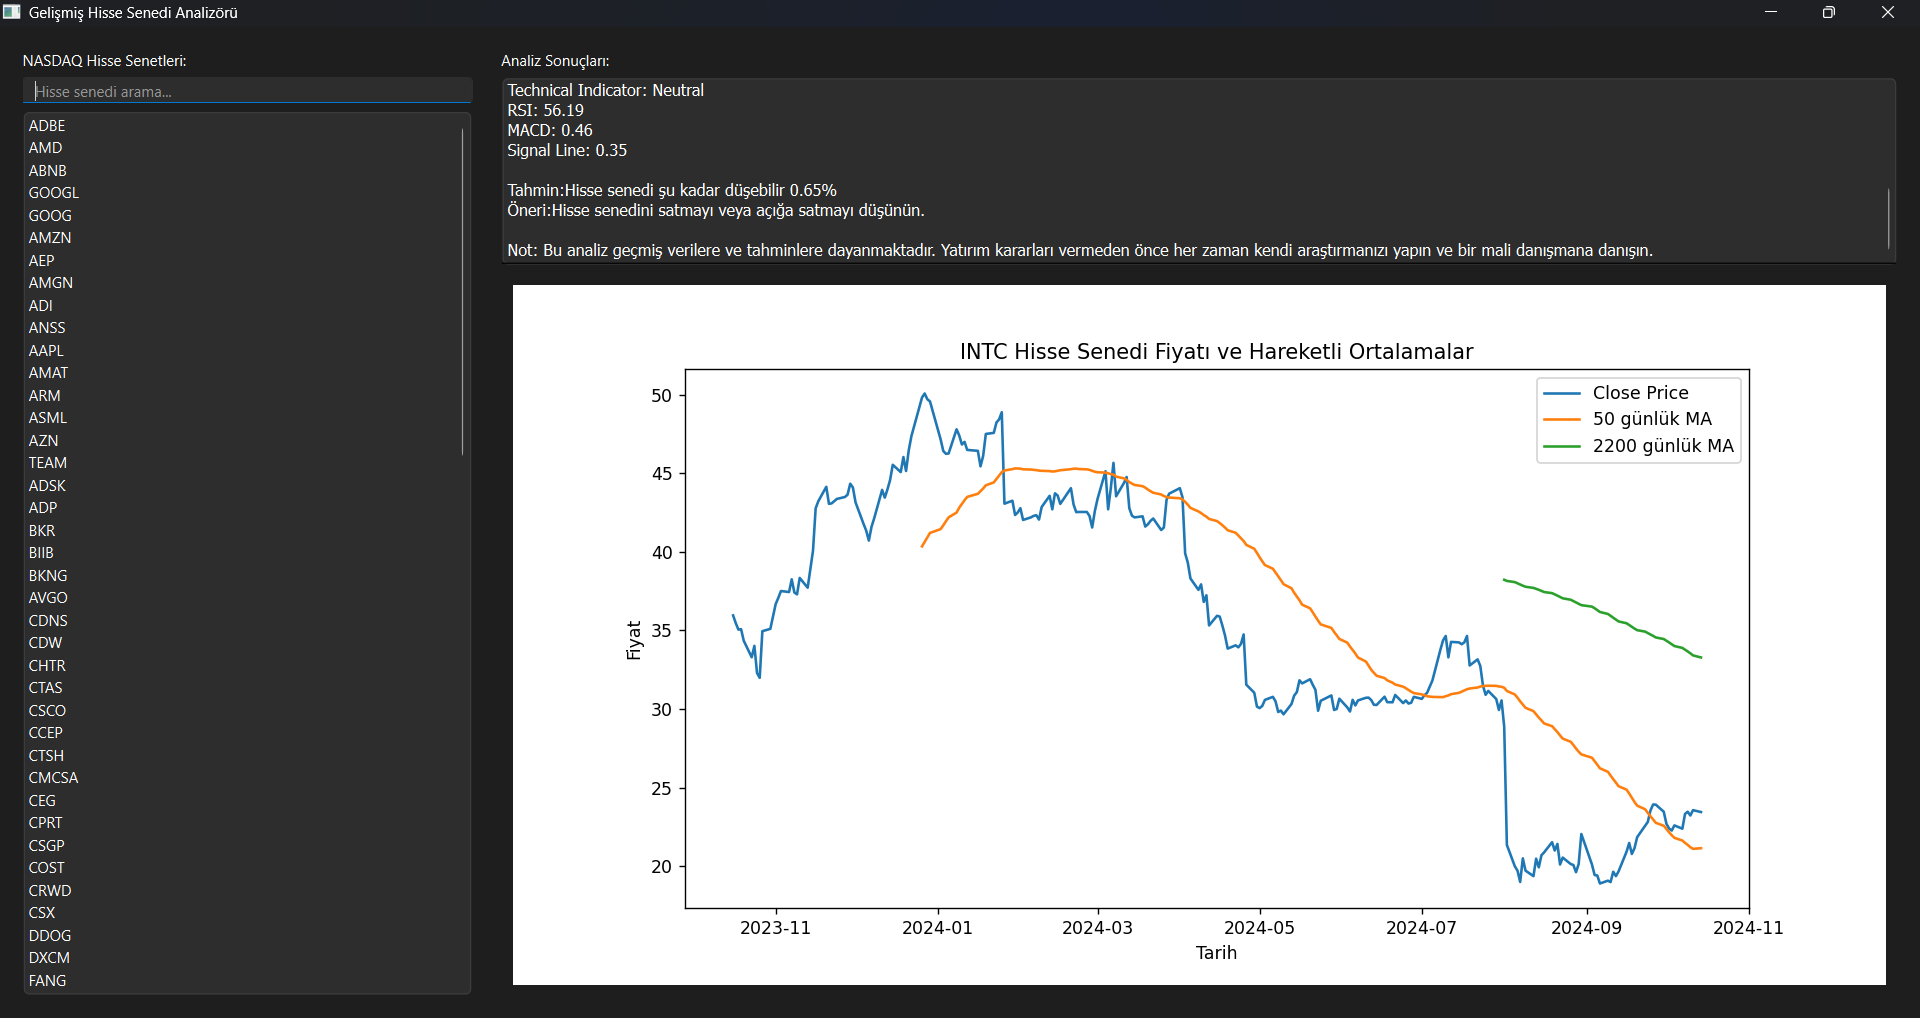 Gelişmiş Hisse Senedi Analizörü
NASDAQ Hisse Senetleri:
Hisse senedi arama...
ADBE
AMD
ABNB
GOOGL
GOOG
AMZN
AEP
AMGN
ADI
ANSS
AAPL
AMAT
ARM
ASML
AZN
TEAM
ADSK
ADP
BKR
BIIB
BKNG
AVGO
CDNS
CDW
CHTR
CTAS
CSCO
CCEP
CTSH
CMCSA
CEG
CPRT
CSGP
COST
CRWD
CSX
DDOG
DXCM
FANG
Analiz Sonuçları:
Technical Indicator: Neutral
RSI: 56.19
MACD: 0.46
Signal Line: 0.35
Tahmin:Hisse senedi şu kadar düşebilir 0.65%
Öneri:Hisse senedini satmayı veya açığa satmayı düşünün.
Not: Bu analiz geçmiş verilere ve tahminlere dayanmaktadır. Yatırım kararları vermeden önce her zaman kendi araştırmanızı yapın ve bir mali danışmana danışın.
INTC Hisse Senedi Fiyatı ve Hareketli Ortalamalar
Close Price
50 günlük MA
2200 günlük MA
Fiyat
50
45
40
35
30
25
20
2023-11
2024-01
2024-03
2024-05
2024-07
2024-09
2024-11
Tarih